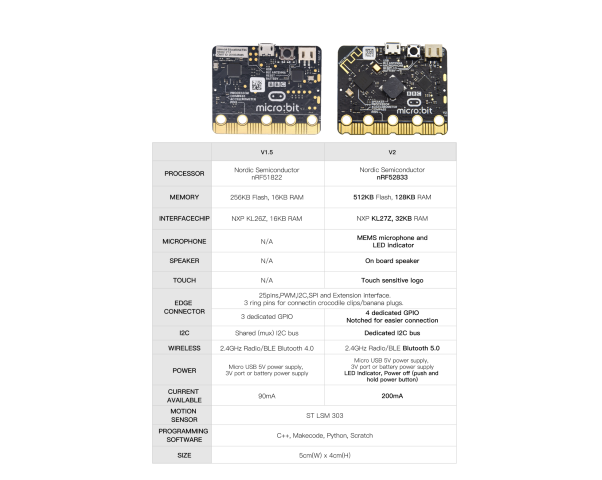 BBC
micro:bit
BBC
micro:bit
V1.5 V2
PROCESSOR Nordic Semiconductor Nordic Semiconductor
nRF51822 nRF52833
MEMORY 256KB Flash, 16KB RAM 512KB Flash, 128KB RAM
INTERFACECHIP NXP KL26Z, 16KB RAM NXP KL27Z, 32KB RAM
MICROPHONE N/A MEMS microphone and
LED indicator
SPEAKER N/A On board speaker
TOUCH N/A Touch sensitive logo
EDGE
CONNECTOR
25pins,PWM,I2C,SPI and Extension Interface.
3 ring pins for connectin crocodile clips/banana plugs.
3 dedicated GPIO
4 dedicated GPIO
Notched for easier connection
I2C Shared (mux) I2C bus Dedicated I2C bus
WIRELESS 2.4GHz Radio/BLE Blutooth 4.0 2.4GHz Radio/BLE Blutooth 5.0
POWER
Micro USB 5V power supply,
3V port or battery power supply
Micro USB 5V power supply,
3V port or battery power supply
LED Indicator, Power off (push and
hold power button)
CURRENT
AVAILABLE
90mA 200mA
MOTION
SENSOR
ST LSM 303
PROGRAMMING
SOFTWARE
C++, Makecode, Python, Scratch
SIZE 5cm(W) x 4cm(H)